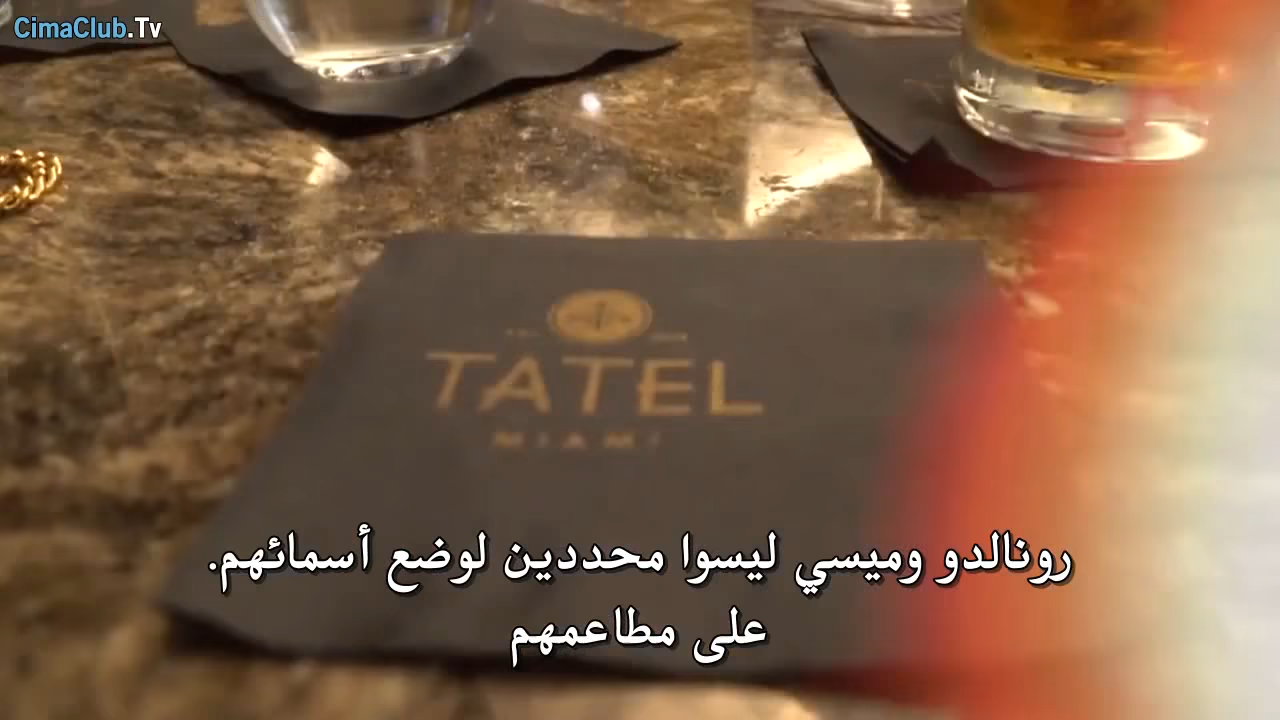 CimaClub.Tv
TATEL
MIAMI
رونالدو وميسي ليسوا محددين لوضع أسمائهم.
على مطاعمهم